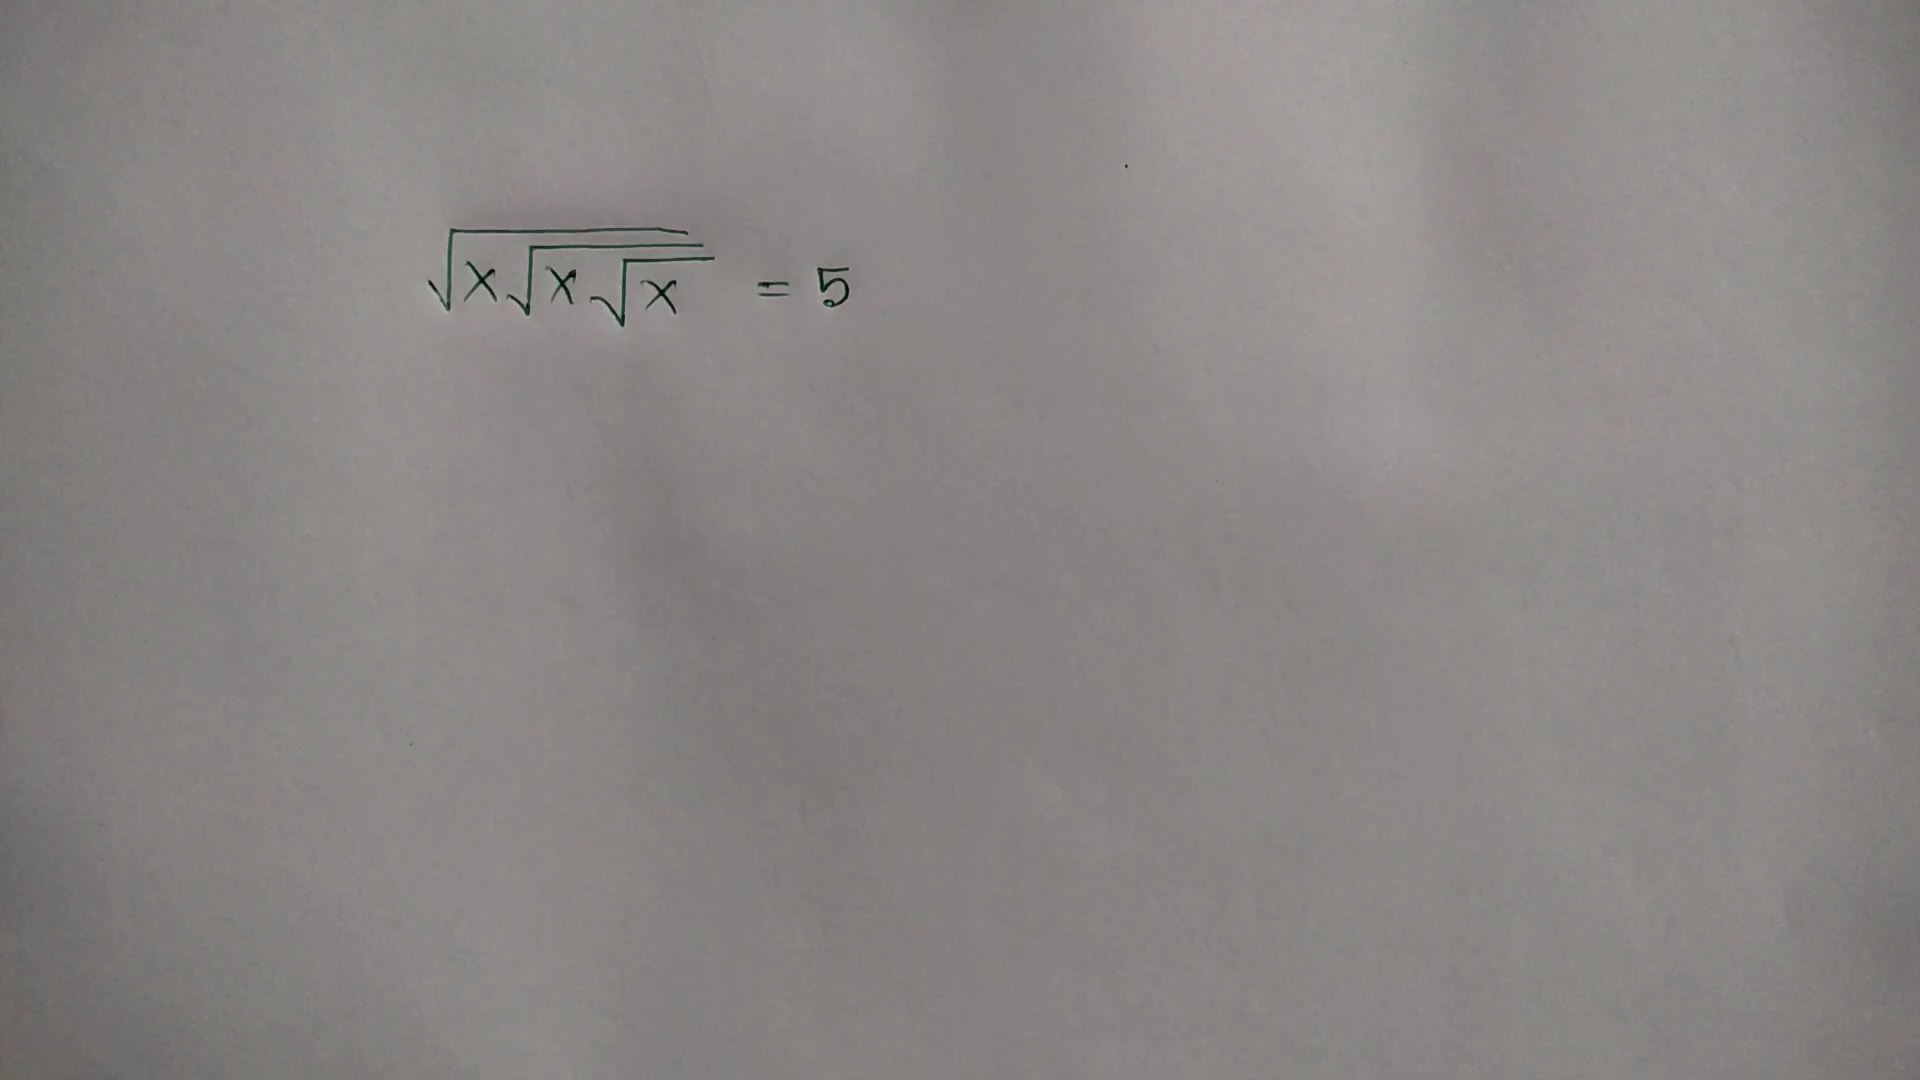 √(x√(x√x)) = 5